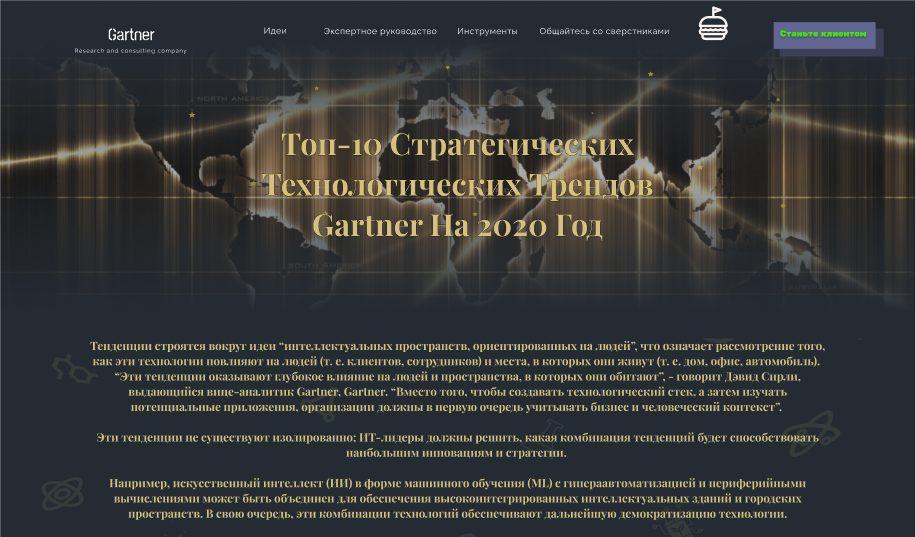 Gartner
Research and consulting company
Идеи
Экспертное руководство
Инструменты
Общайтесь со сверстниками
Станьте клиентом
NORTH AMERICA
Топ-10 Стратегических
Технологических Трендов
Gartner На 2020 Год
SOUTH AMERICA
AUSTRALIA
Тенденции строятся вокруг идеи “интеллектуальных пространств, ориентированных на людей”, что означает рассмотрение того,
как эти технологии повлияют на людей (т. е. клиентов, сотрудников) и места, в которых они живут (т. е. дом, офис, автомобиль).
“Эти тенденции оказывают глубокое влияние на людей и пространства, в которых они обитают”, - говорит Дэвид Сирли,
выдающийся вице-аналитик Gartner, Gartner. “Вместо того, чтобы создавать технологический стек, а затем изучать
потенциальные приложения, организации должны в первую очередь учитывать бизнес и человеческий контекст”.
Эти тенденции не существуют изолированно; ИТ-лидеры должны решить, какая комбинация тенденций будет способствовать
наибольшим инновациям и стратегии.
Например, искусственный интеллект (ИИ) в форме машинного обучения (ML) с гиперавтоматизацией и периферийными
вычислениями может быть объединен для обеспечения высокоинтегрированных интеллектуальных зданий и городских
пространств. В свою очередь, эти комбинации технологий обеспечивают дальнейшую демократизацию технологии.